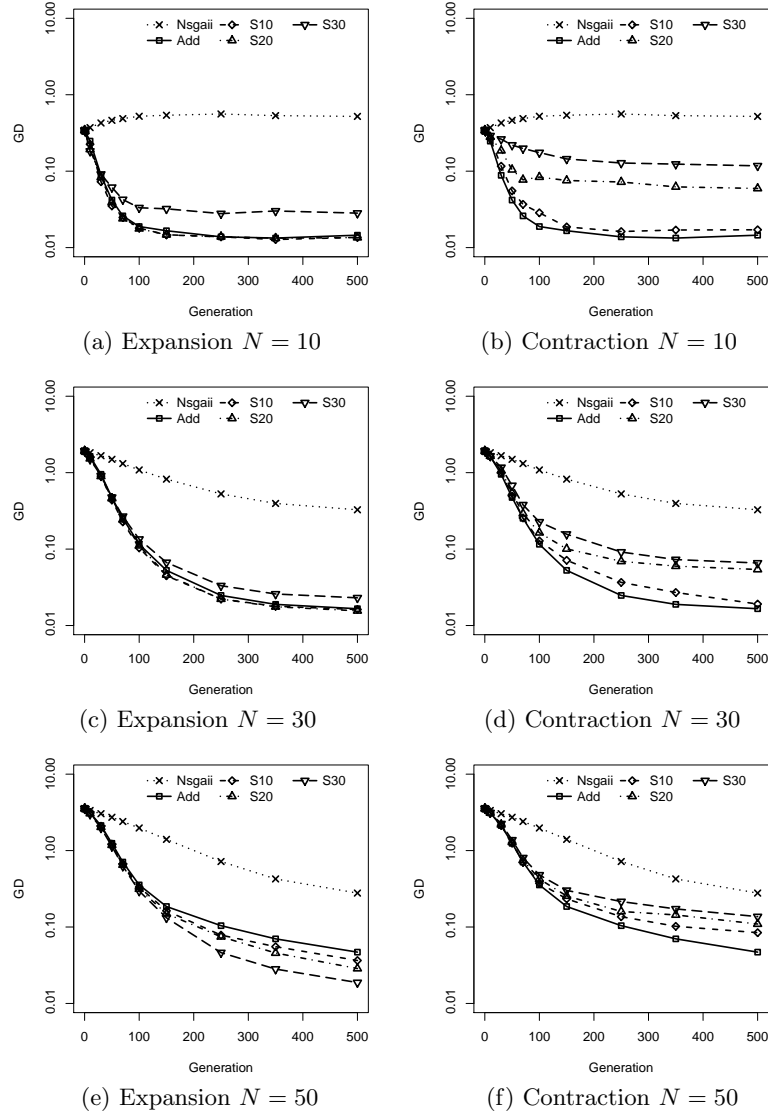 Nsgaii S10 S30
Add S20
10.00
1.00
0.10
0.01
GD
0 100 200 300 400 500
Generation
(a) Expansion N = 10
Nsgaii S10 S30
Add S20
10.00
1.00
0.10
0.01
GD
0 100 200 300 400 500
Generation
(b) Contraction N = 10
Nsgaii S10 S30
Add S20
10.00
1.00
0.10
0.01
GD
0 100 200 300 400 500
Generation
(c) Expansion N = 30
Nsgaii S10 S30
Add S20
10.00
1.00
0.10
0.01
GD
0 100 200 300 400 500
Generation
(d) Contraction N = 30
Nsgaii S10 S30
Add S20
10.00
1.00
0.10
0.01
GD
0 100 200 300 400 500
Generation
(e) Expansion N = 50
Nsgaii S10 S30
Add S20
10.00
1.00
0.10
0.01
GD
0 100 200 300 400 500
Generation
(f) Contraction N = 50